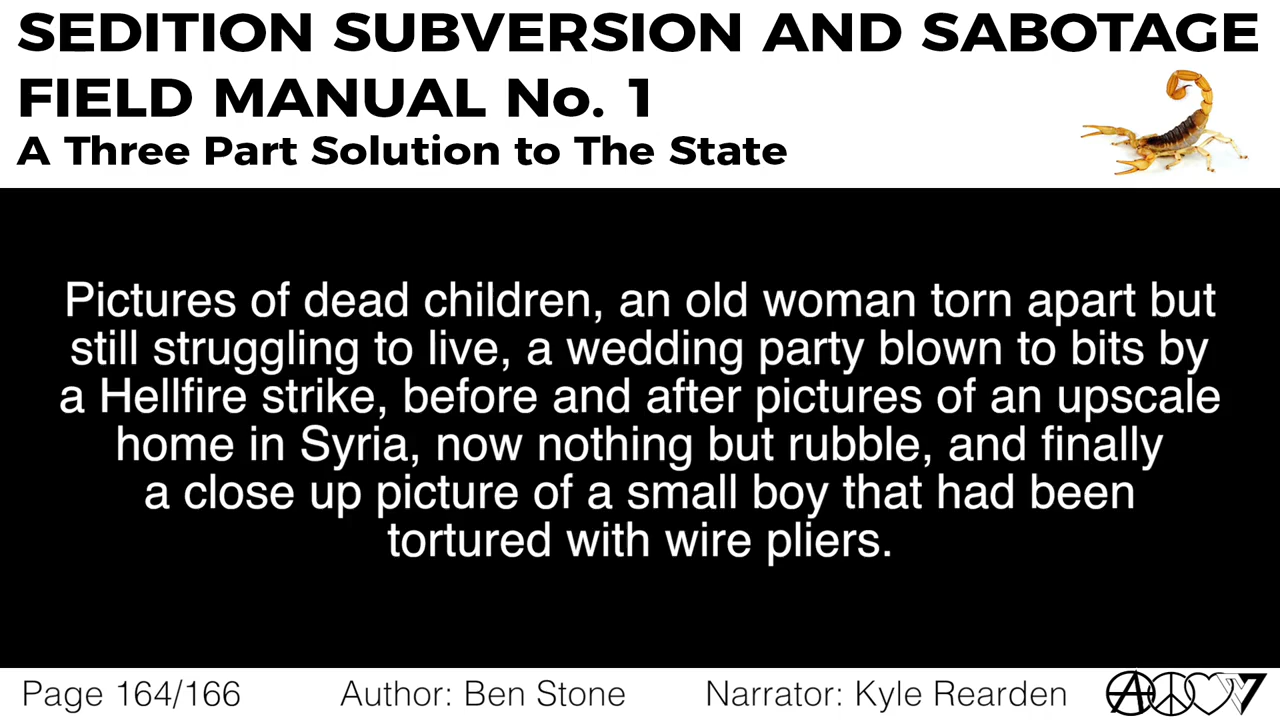 SEDITION SUBVERSION AND SABOTAGE
FIELD MANUAL No. 1
A Three Part Solution to The State
Pictures of dead children, an old woman torn apart but
still struggling to live, a wedding party blown to bits by
a Hellfire strike, before and after pictures of an upscale
home in Syria, now nothing but rubble, and finally
a close up picture of a small boy that had been
tortured with wire pliers.
Page 164/166 Author: Ben Stone Narrator: Kyle Rearden